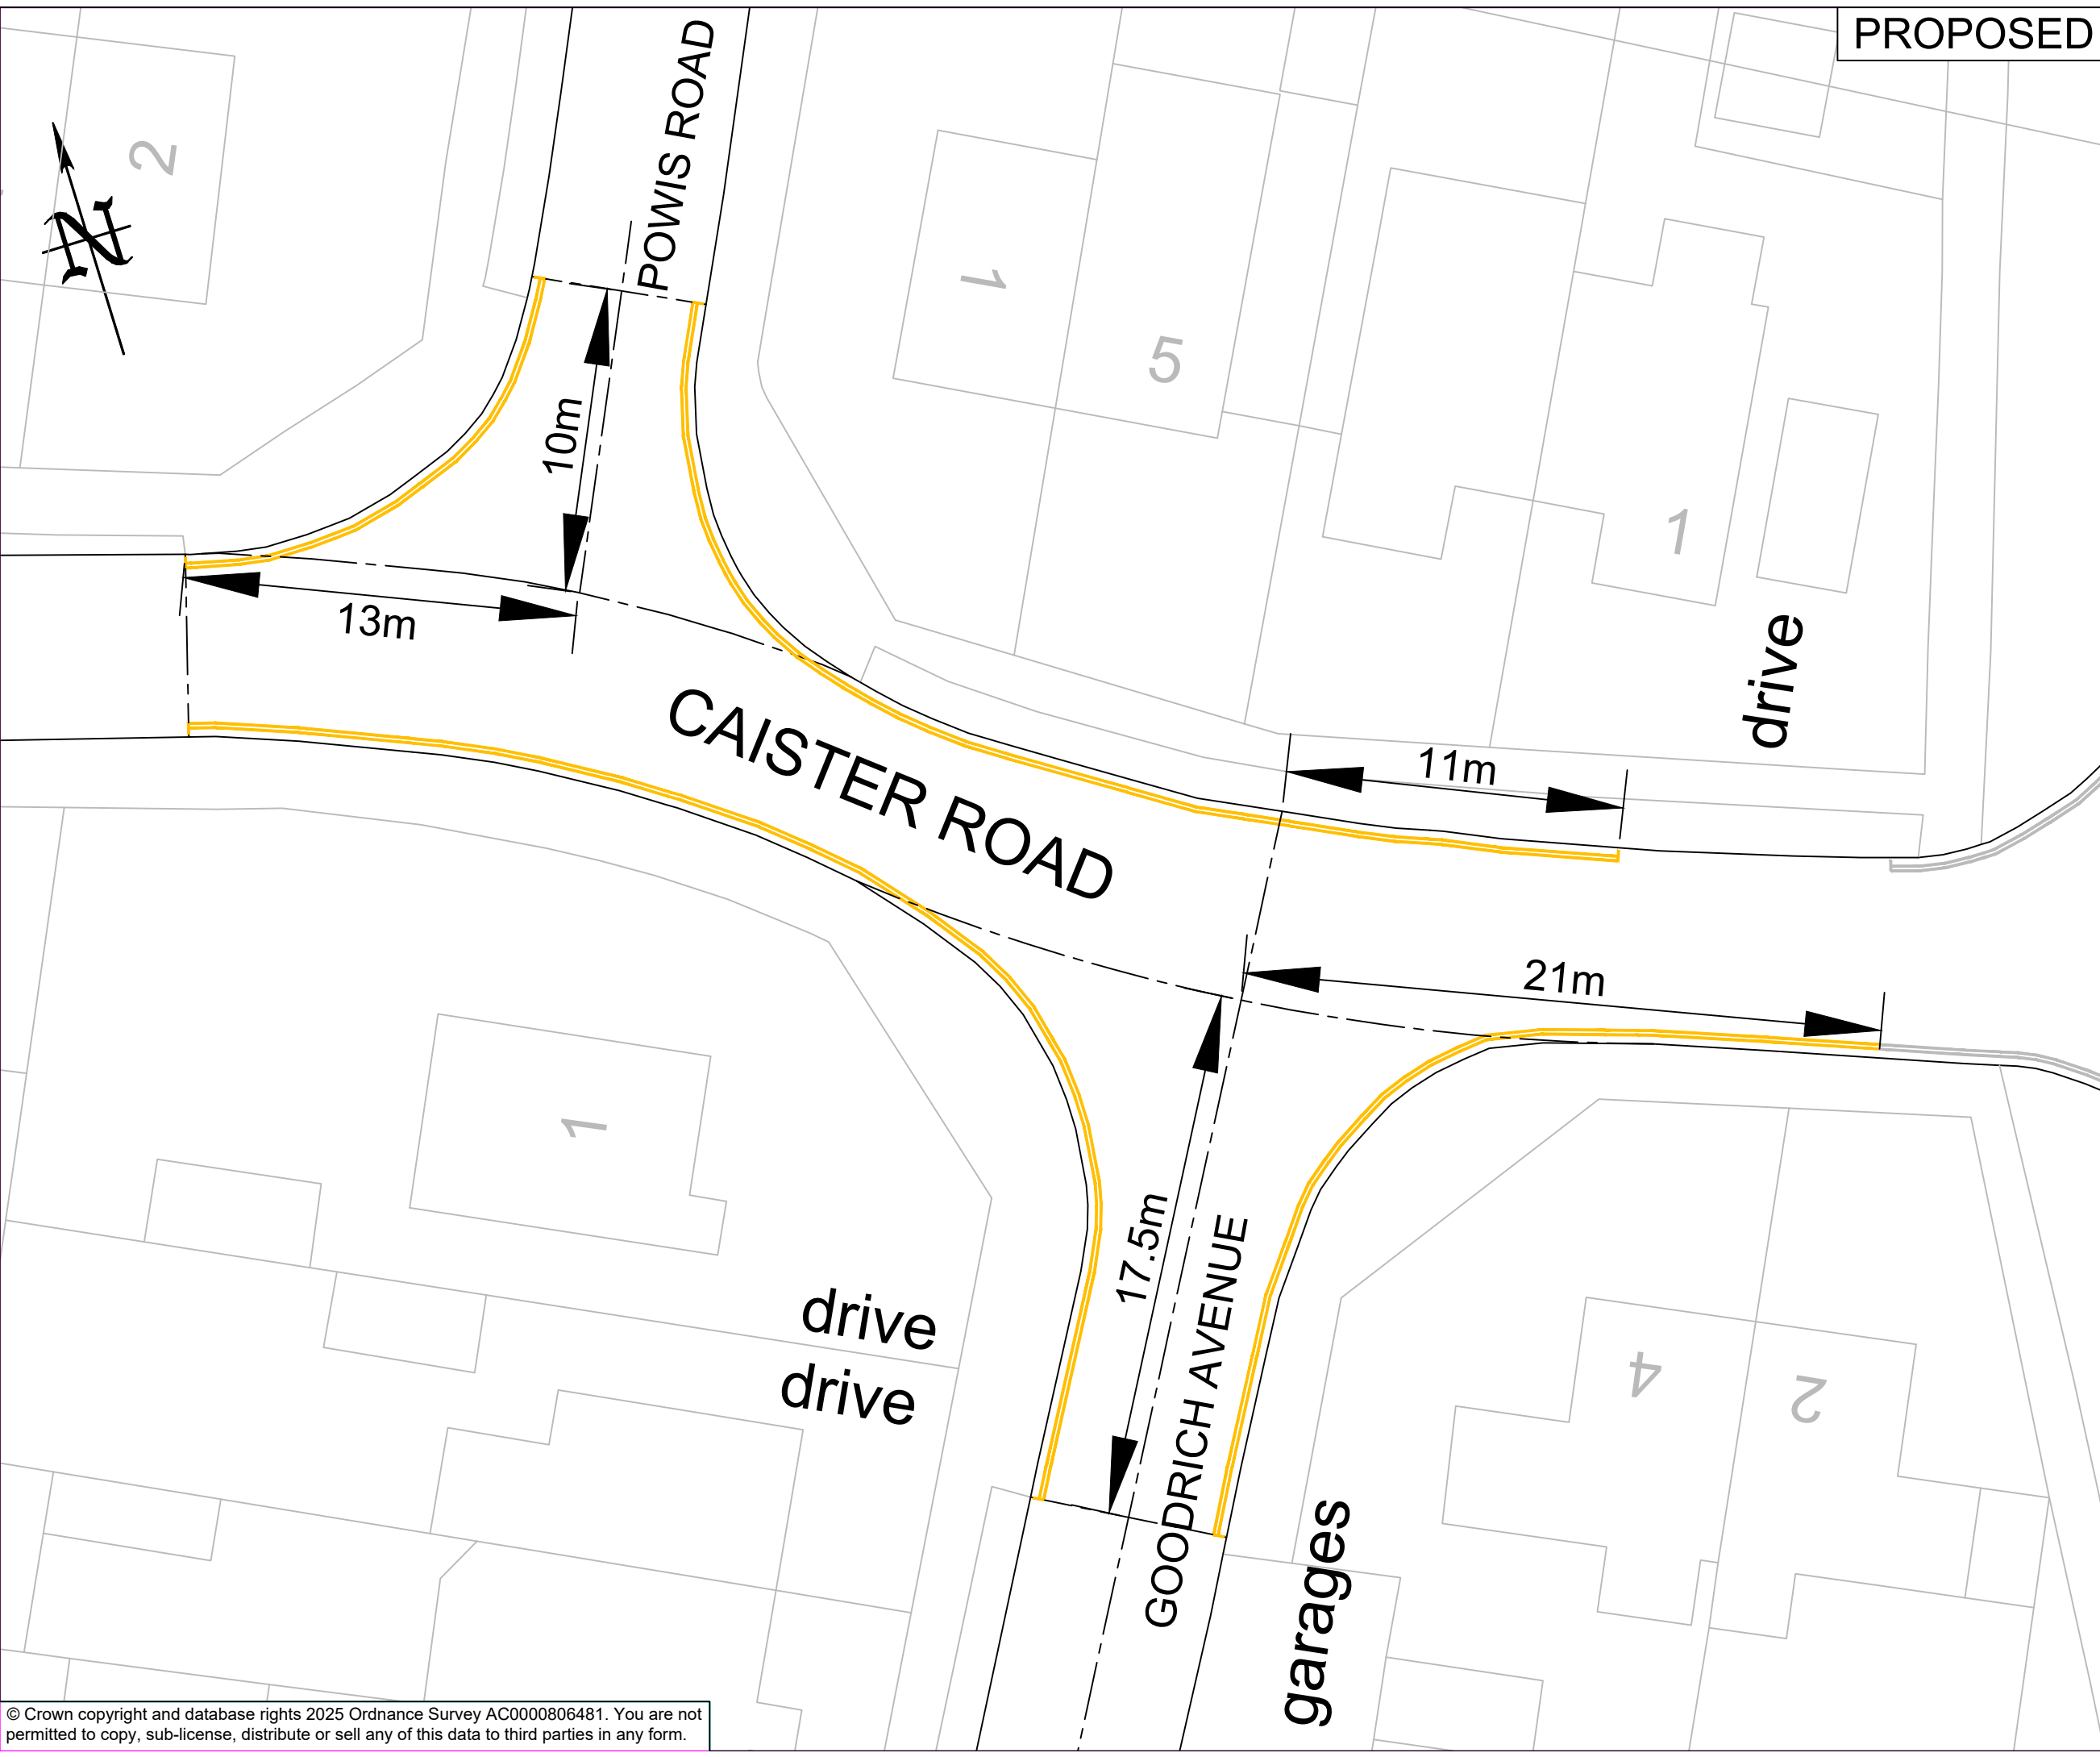 PROPOSED
POWIS ROAD
2
N
1
5
10m
1
13m
drive
CAISTER ROAD
11m
21m
1
17.5m
GOODRICH AVENUE
drive
drive
4
2
garages
© Crown copyright and database rights 2025 Ordnance Survey AC0000806481. You are not
permitted to copy, sub-license, distribute or sell any of this data to third parties in any form.